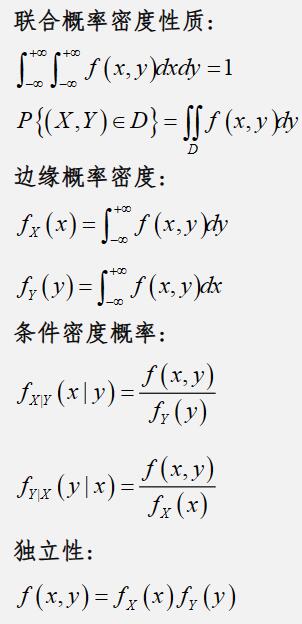 联合概率密度性质：
∫_{-∞}^{+∞}∫_{-∞}^{+∞} f(x,y)dxdy=1
P{(X,Y)∈D}=∬_D f(x,y)dxdy
边缘概率密度：
f_X(x)=∫_{-∞}^{+∞} f(x,y)dy
f_Y(y)=∫_{-∞}^{+∞} f(x,y)dx
条件密度概率：
f_{X|Y}(x|y)=f(x,y)/f_Y(y)
f_{Y|X}(y|x)=f(x,y)/f_X(x)
独立性：
f(x,y)=f_X(x)f_Y(y)